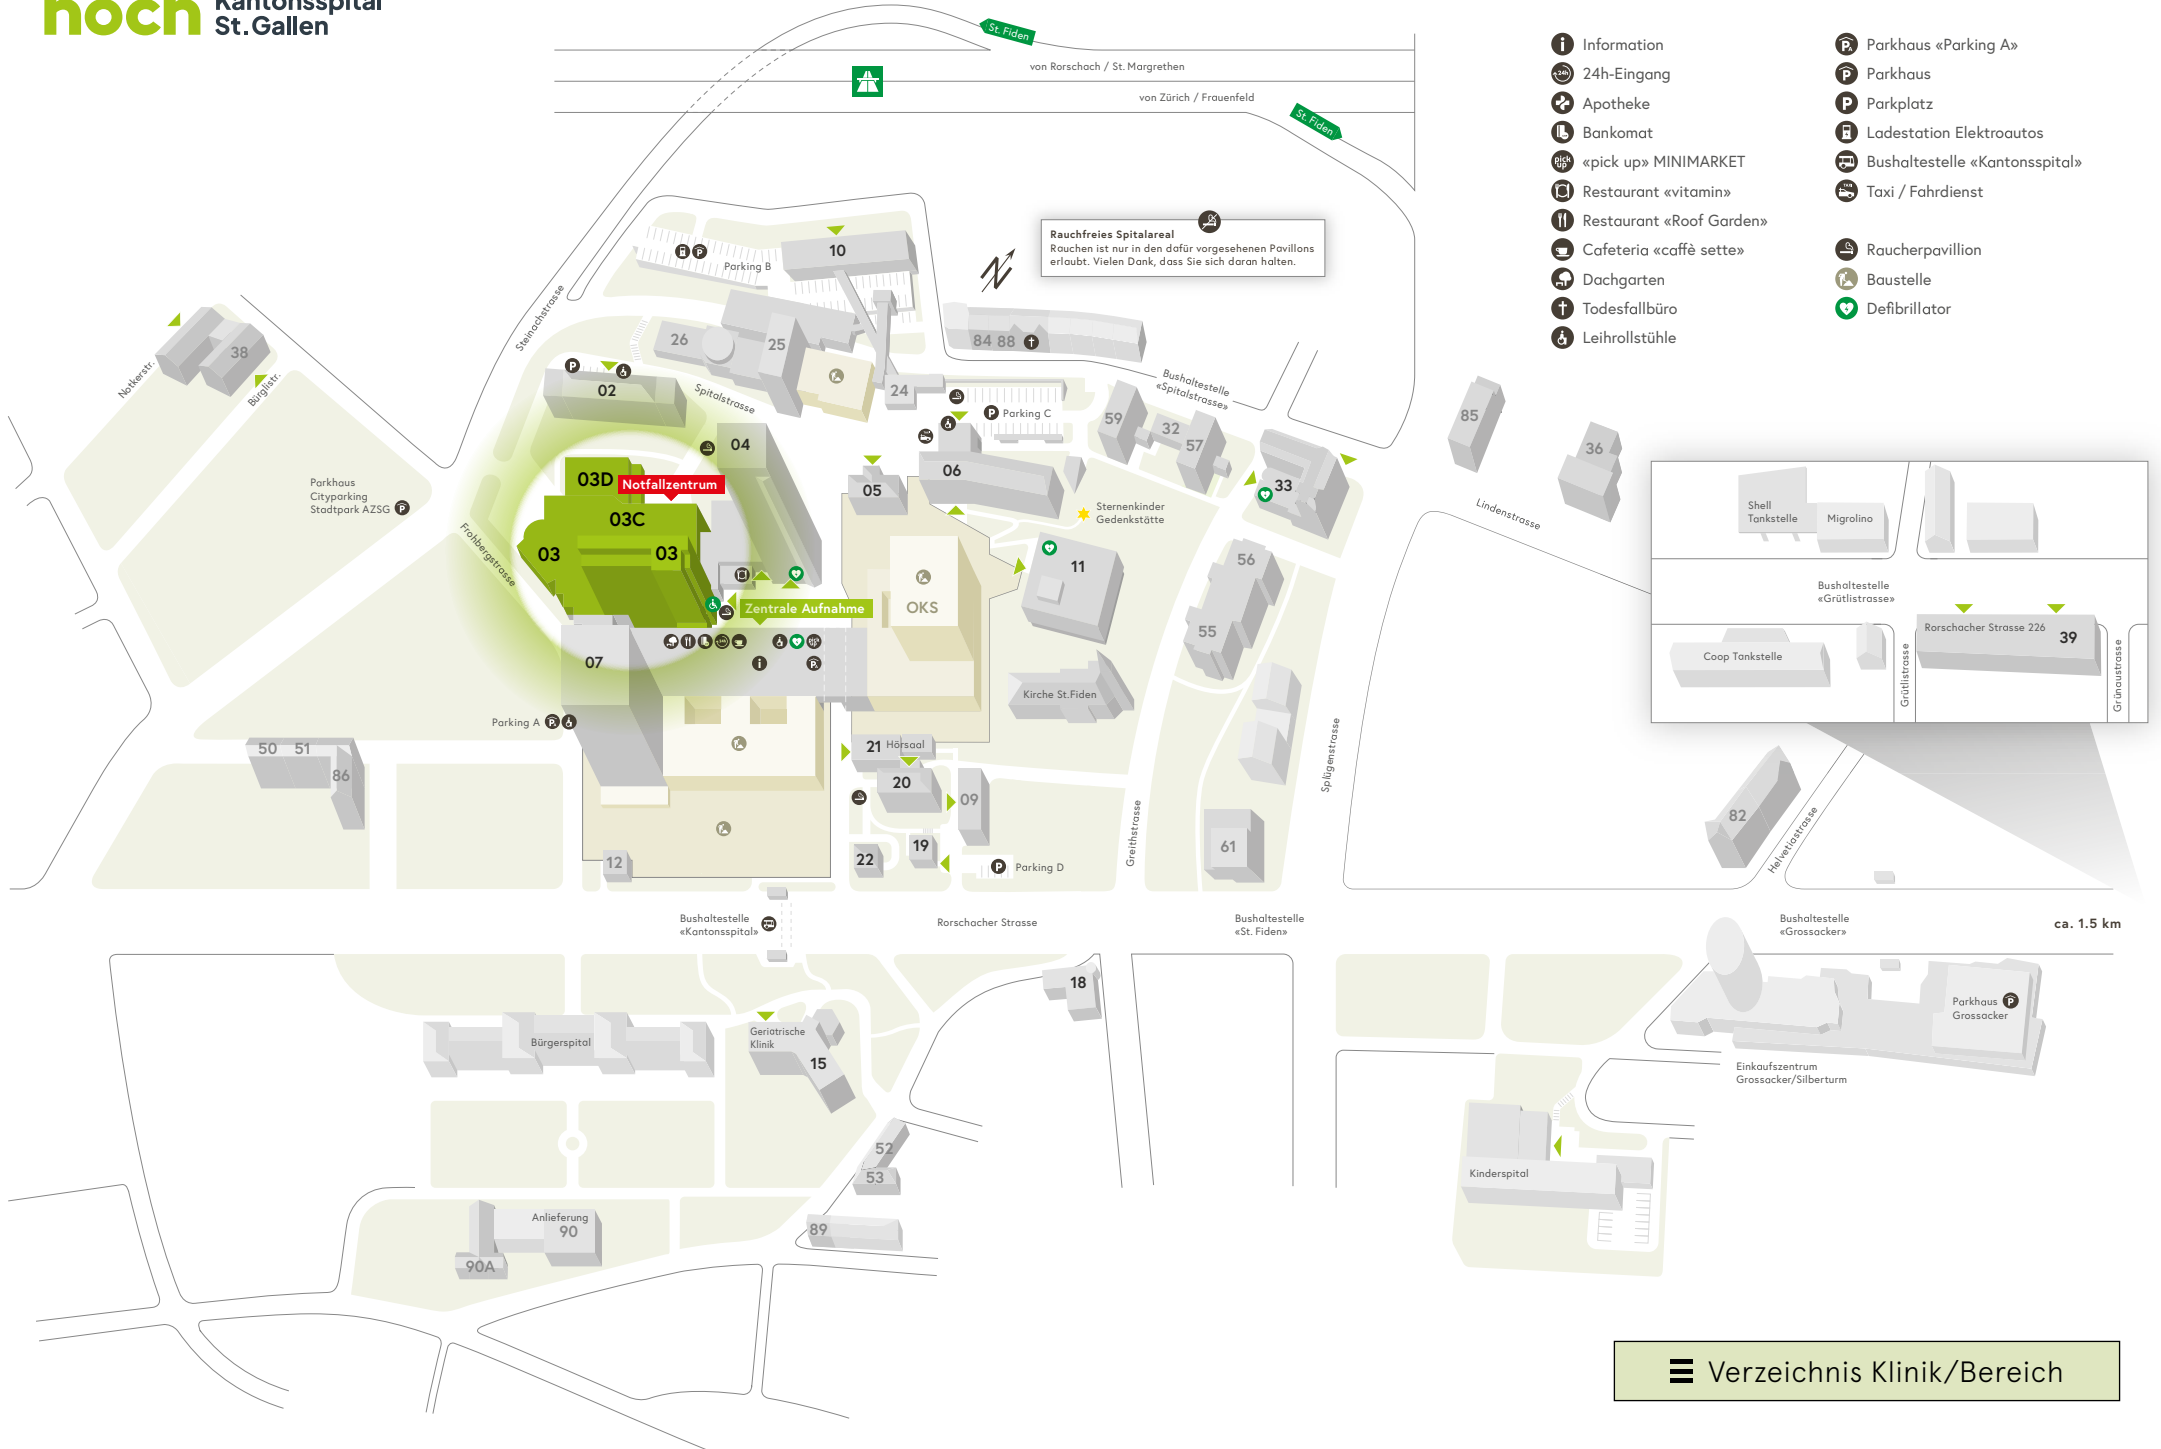 noch Kantonsspital
St.Gallen
St. Fiden
von Rorschach / St. Margrethen
von Zürich / Frauenfeld
St. Fiden
Information
24h-Eingang
Apotheke
Bankomat
«pick up» MINIMARKET
Restaurant «vitamin»
Restaurant «Roof Garden»
Cafeteria «caffè sette»
Dachgarten
Todesfallbüro
Leihrollstühle
Parkhaus «Parking A»
Parkhaus
Parkplatz
Ladestation Elektroautos
Bushaltestelle «Kantonsspital»
Taxi / Fahrdienst
Raucherpavillion
Baustelle
Defibrillator
Rauchfreies Spitalareal
Rauchen ist nur in den dafür vorgesehenen Pavillons
erlaubt. Vielen Dank, dass Sie sich daran halten.
N
10
Parking B
Steinachstrasse
26
25
84 88
38
Notkerstr.
Bürglistr.
02
Spitalstrasse
24
Parking C
Bushaltestelle
«Spitalstrasse»
59
32
57
85
36
04
03D
Notfallzentrum
03C
03
03
05
06
33
Parkhaus
Cityparking
Stadtpark AZSG
Frohbergstrasse
Sternenkinder
Gedenkstätte
Lindenstrasse
Shell
Tankstelle
Migrolino
Bushaltestelle
«Grütlistrasse»
Rorschacher Strasse 226
39
Coop Tankstelle
Grütlistrasse
Grünaustrasse
11
56
55
OKS
Zentrale Aufnahme
07
pick
up
Kirche St.Fiden
Parking A
50 51
86
21 Hörsaal
20
09
Splügenstrasse
Greithstrasse
82
Helvetiastrasse
12
22
19
Parking D
61
Bushaltestelle
«Kantonsspital»
Rorschacher Strasse
Bushaltestelle
«St. Fiden»
Bushaltestelle
«Grossacker»
ca. 1.5 km
18
Bürgerspital
Geriatrische
Klinik
15
Parkhaus
Grossacker
Einkaufszentrum
Grossacker/Silberturm
52
53
89
Kinderspital
Anlieferung
90
90A
Verzeichnis Klinik/Bereich